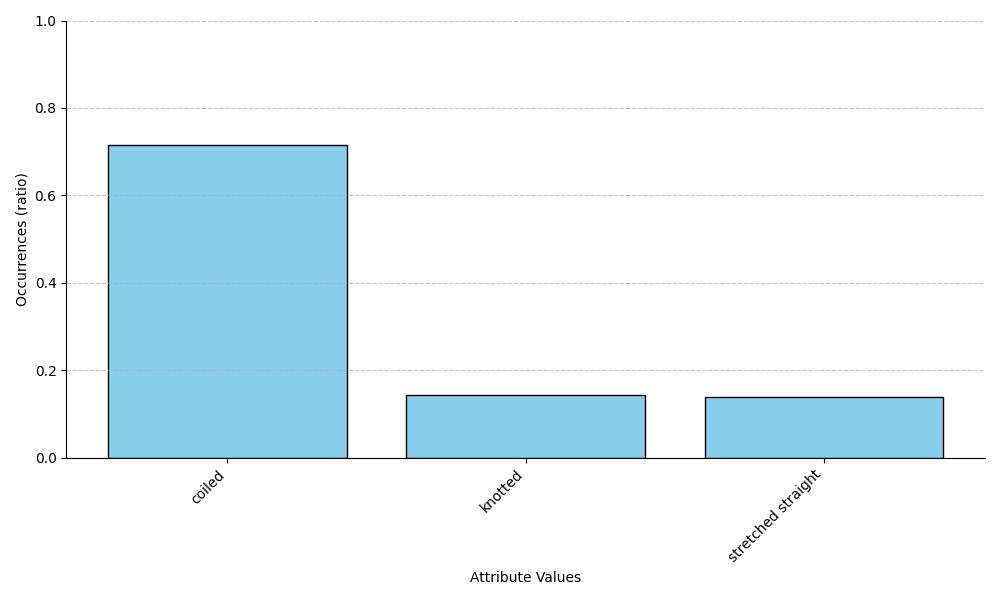 1.0
0.8
0.6
0.4
0.2
0.0
Occurrences (ratio)
coiled
knotted
stretched straight
Attribute Values